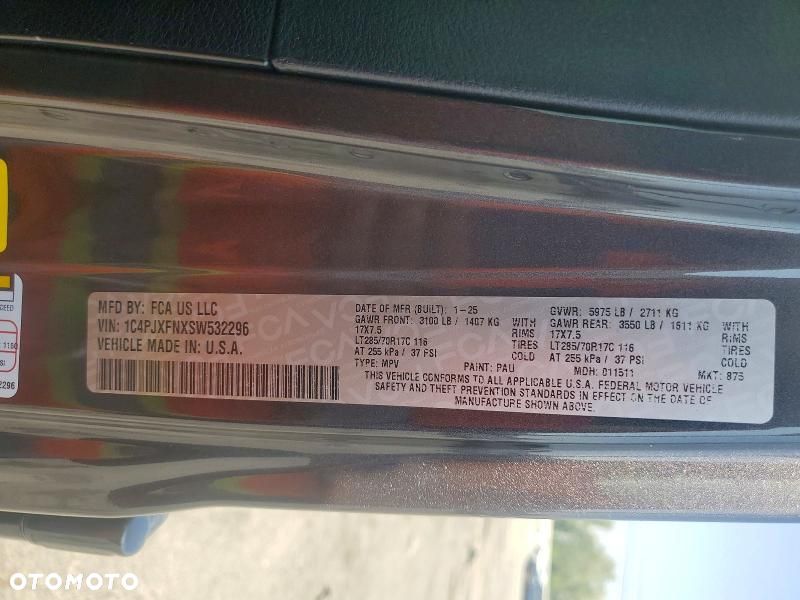 MFD BY: FCA US LLC
VIN: 1C4PJXFNXSW532296
VEHICLE MADE IN: U.S.A.
DATE OF MFR (BUILT): 1-25
GAWR FRONT: 3100 LB / 1407 KG WITH
17X7.5 RIMS
LT285/70R17C 116 TIRES
AT 255 kPa / 37 PSI COLD
TYPE: MPV
PAINT: PAU
GVWR: 5975 LB / 2711 KG
GAWR REAR: 3550 LB / 1611 KG WITH
17X7.5 RIMS
LT285/70R17C 116 TIRES
AT 255 kPa / 37 PSI COLD
MDH: 011511
MKT: 875
THIS VEHICLE CONFORMS TO ALL APPLICABLE U.S.A. FEDERAL MOTOR VEHICLE
SAFETY AND THEFT PREVENTION STANDARDS IN EFFECT ON THE DATE OF
MANUFACTURE SHOWN ABOVE.
2296
OTOMOTO